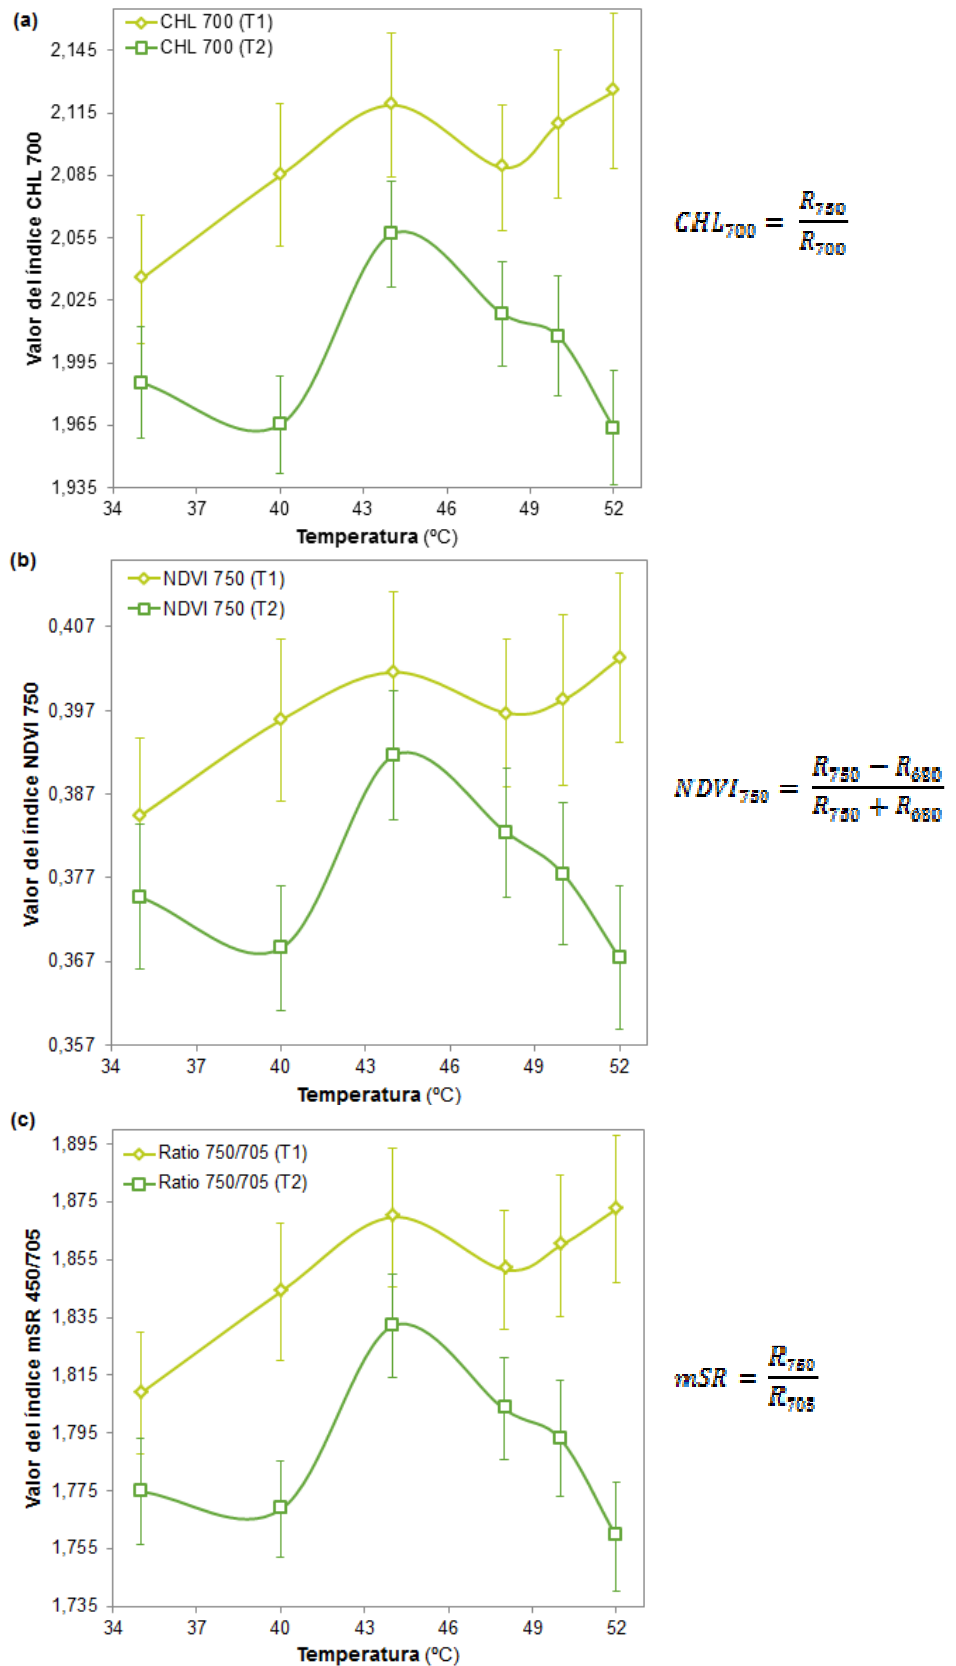 (a)
CHL 700 (T1)
CHL 700 (T2)
2,145
2,115
2,085
2,055
2,025
1,995
1,965
1,935
Valor del índice CHL 700
34 37 40 43 46 49 52
Temperatura (ºC)
CHL700 = R750 / R700
(b)
NDVI 750 (T1)
NDVI 750 (T2)
0,407
0,397
0,387
0,377
0,367
0,357
Valor del índice NDVI 750
34 37 40 43 46 49 52
Temperatura (ºC)
NDVI750 = R750 − R680 / R750 + R680
(c)
Ratio 750/705 (T1)
Ratio 750/705 (T2)
1,895
1,875
1,855
1,835
1,815
1,795
1,775
1,755
1,735
Valor del índice mSR 450/705
34 37 40 43 46 49 52
Temperatura (ºC)
mSR = R750 / R705